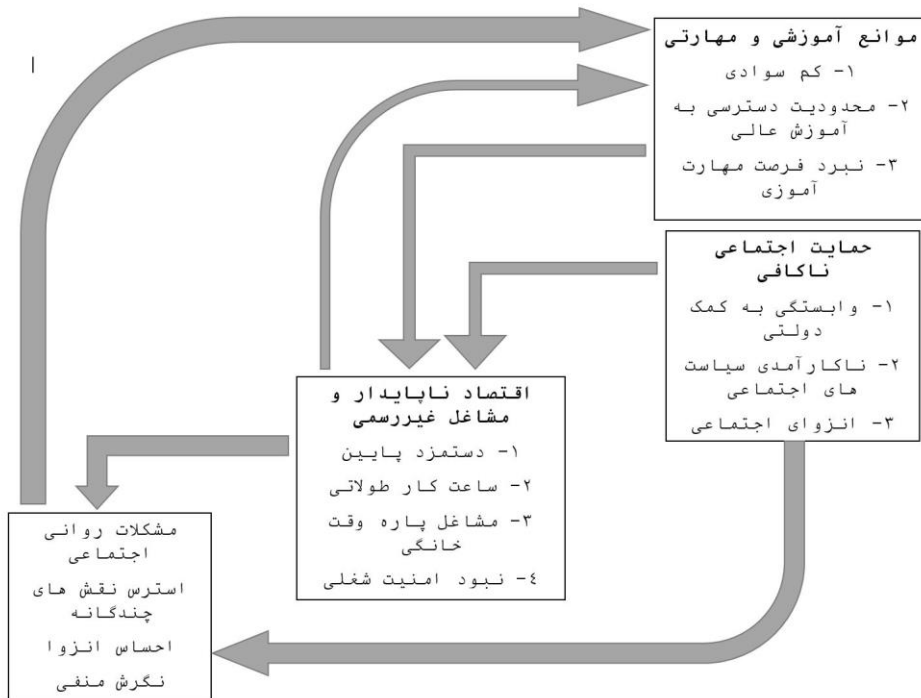 موانع آموزشی و مهارتی
۱- کم سوادی
۲- محدودیت دسترسی به
آموزش عالی
۳- نبرد فرصت مهارت
آموزی
حمایت اجتماعی
ناکافی
۱- وابستگی به کمک
دولتی
۲- ناکارآمدی سیاست
های اجتماعی
۳- انزوای اجتماعی
اقتصاد ناپایدار و
مشاغل غیررسمی
۱- دستمزد پایین
۲- ساعت کار طولاتی
۳- مشاغل پاره وقت
خانگی
٤- نبود امنیت شغلی
مشکلات روانی
اجتماعی
استرس نقش های
چندگانه
احساس انزوا
نگرش منفی